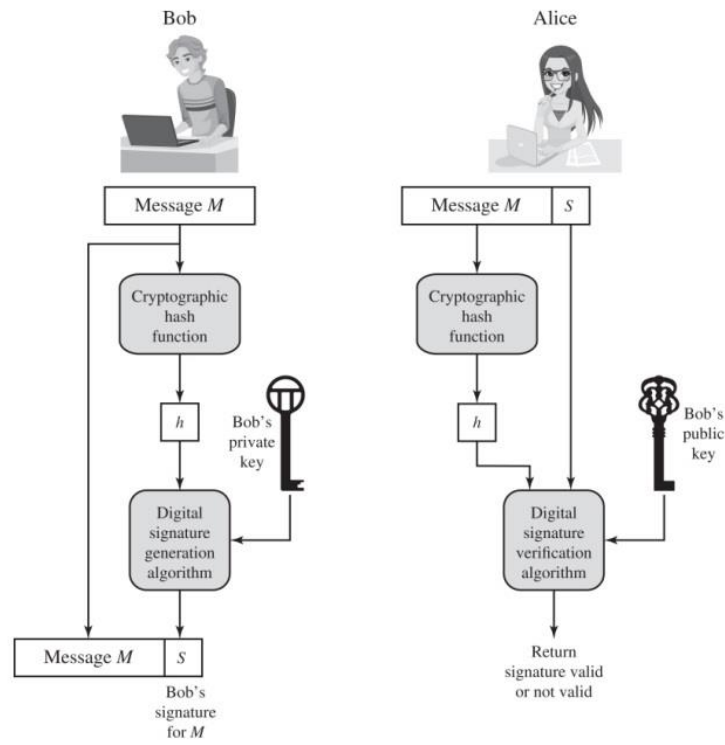 Bob
Message M
Cryptographic
hash
function
h
Bob’s
private
key
Digital
signature
generation
algorithm
Message M
S
Bob’s
signature
for M
Alice
Message M
S
Cryptographic
hash
function
h
Bob’s
public
key
Digital
signature
verification
algorithm
Return
signature valid
or not valid